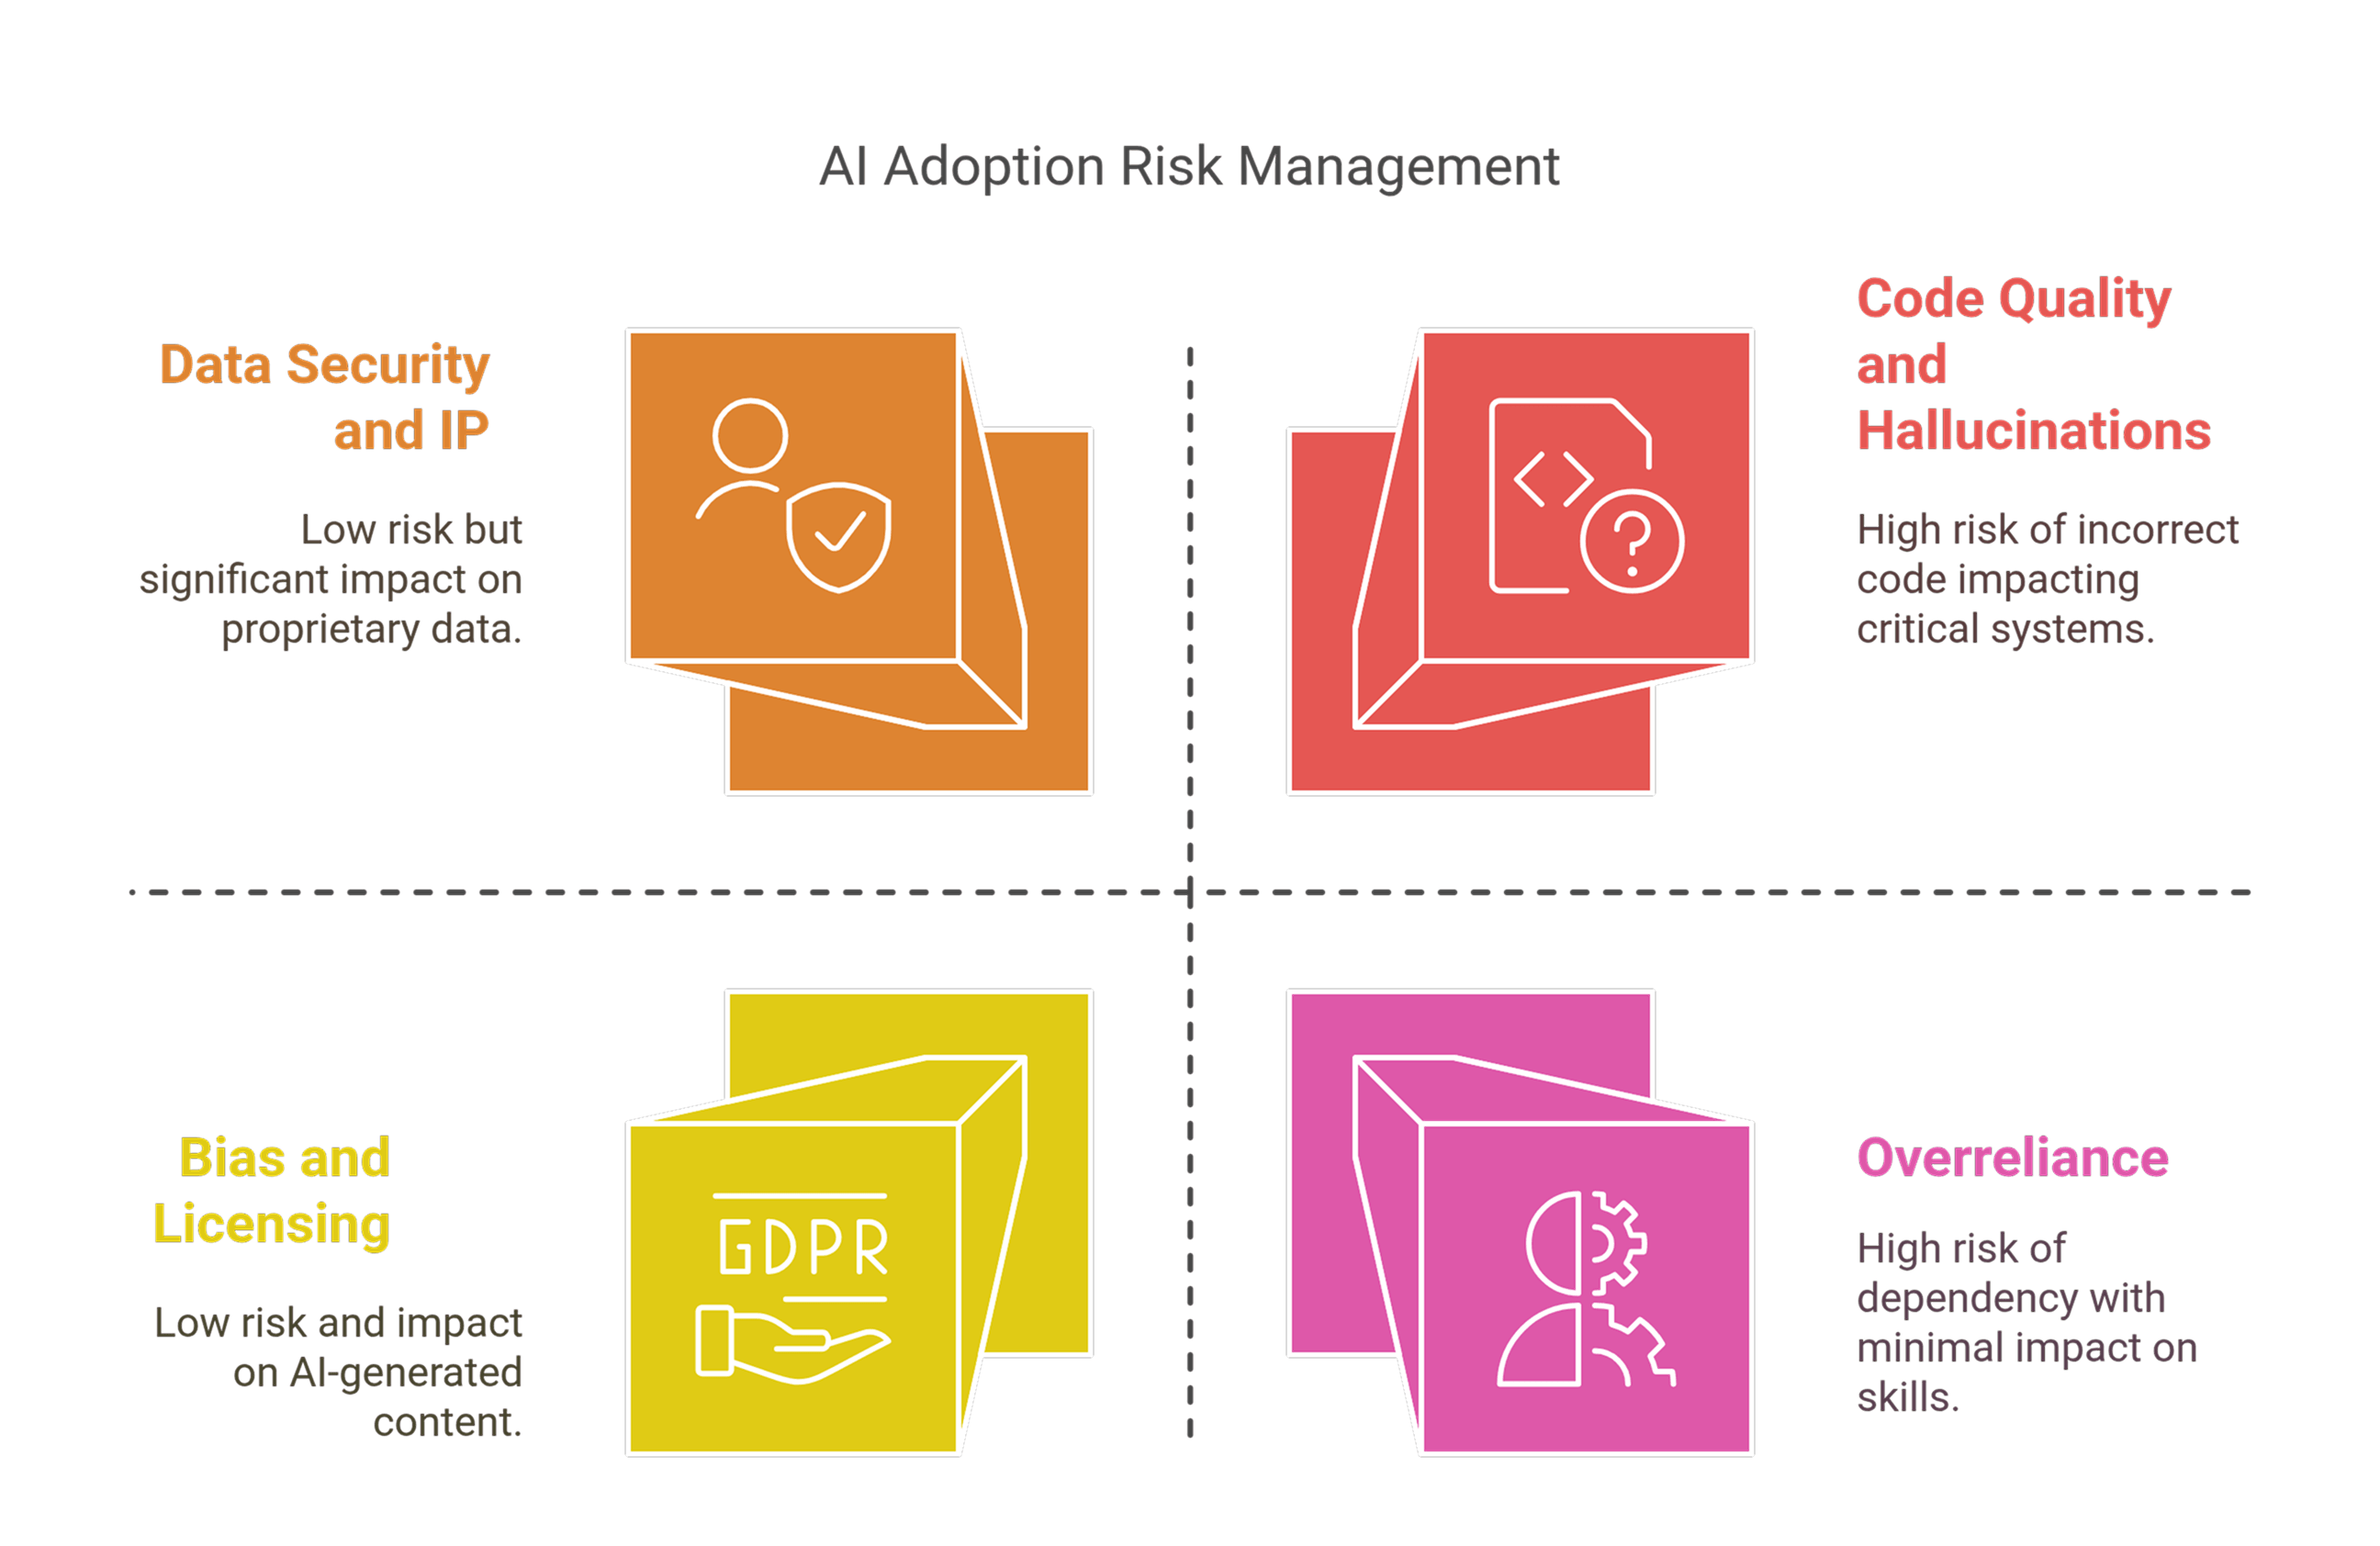 AI Adoption Risk Management
Data Security
and IP
Low risk but
significant impact on
proprietary data.
Code Quality
and
Hallucinations
High risk of incorrect
code impacting
critical systems.
Bias and
Licensing
Low risk and impact
on AI-generated
content.
GDPR
Overreliance
High risk of
dependency with
minimal impact on
skills.